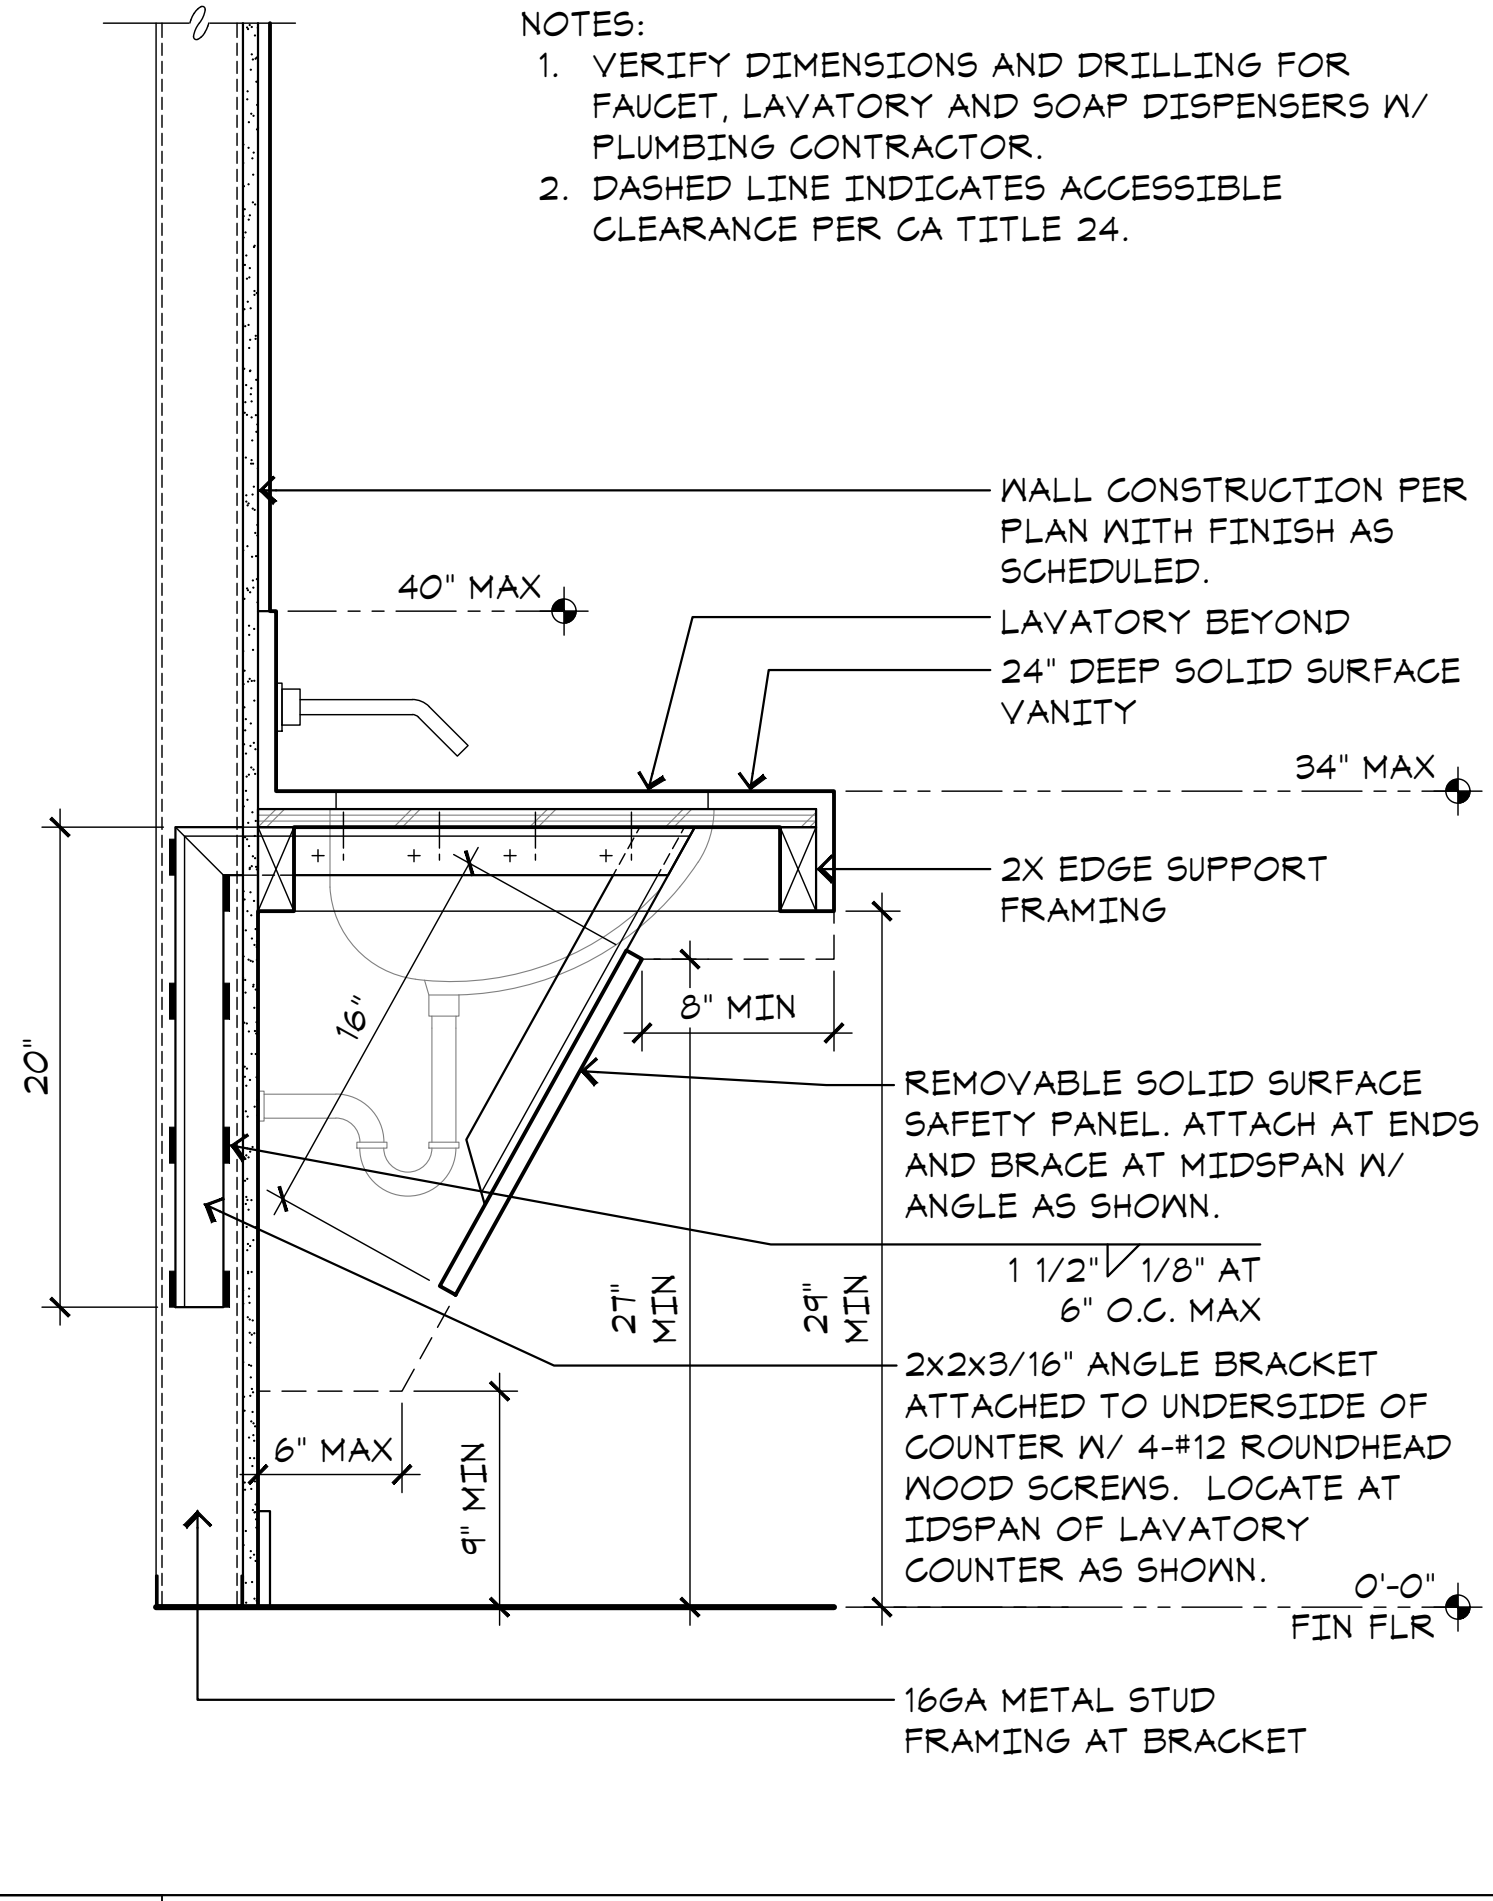 NOTES:
1. VERIFY DIMENSIONS AND DRILLING FOR
FAUCET, LAVATORY AND SOAP DISPENSERS W/
PLUMBING CONTRACTOR.
2. DASHED LINE INDICATES ACCESSIBLE
CLEARANCE PER CA TITLE 24.
WALL CONSTRUCTION PER
PLAN WITH FINISH AS
SCHEDULED.
40" MAX
LAVATORY BEYOND
24" DEEP SOLID SURFACE
VANITY
34" MAX
2X EDGE SUPPORT
FRAMING
16"
8" MIN
20"
REMOVABLE SOLID SURFACE
SAFETY PANEL. ATTACH AT ENDS
AND BRACE AT MIDSPAN W/
ANGLE AS SHOWN.
1 1/2" 1/8" AT
6" O.C. MAX
27"
MIN
29"
MIN
2x2x3/16" ANGLE BRACKET
ATTACHED TO UNDERSIDE OF
COUNTER W/ 4-#12 ROUNDHEAD
WOOD SCREWS. LOCATE AT
IDSPAN OF LAVATORY
COUNTER AS SHOWN.
6" MAX
9" MIN
0'-0"
FIN FLR
16GA METAL STUD
FRAMING AT BRACKET